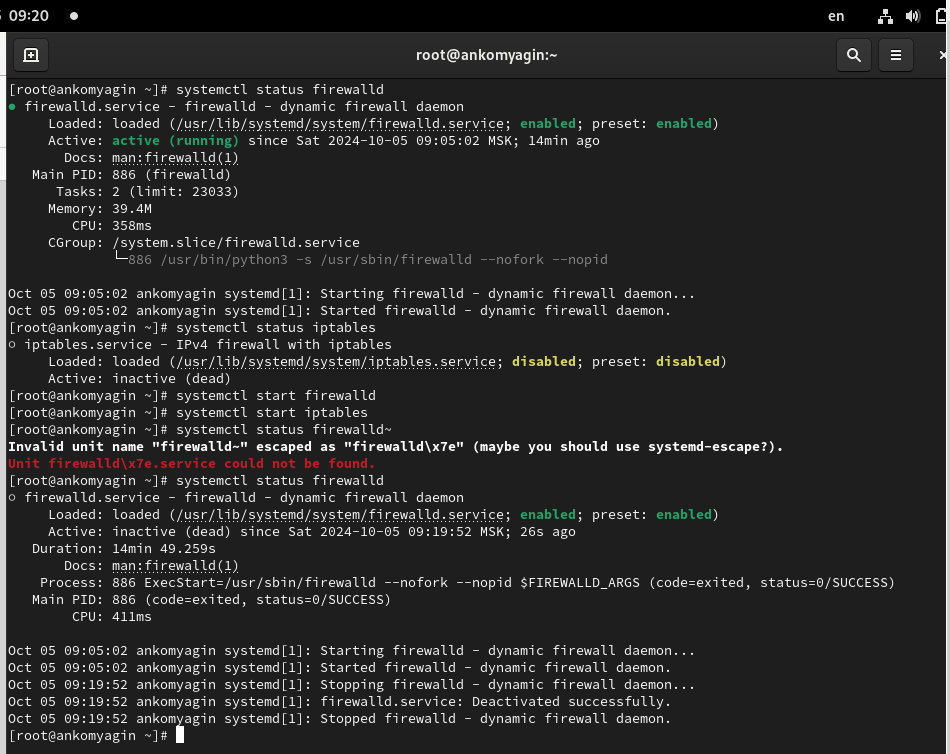 09:20 ● en
root@ankomyagin:~
[root@ankomyagin ~]# systemctl status firewalld
● firewalld.service - firewalld - dynamic firewall daemon
Loaded: loaded (/usr/lib/systemd/system/firewalld.service; enabled; preset: enabled)
Active: active (running) since Sat 2024-10-05 09:05:02 MSK; 14min ago
Docs: man:firewalld(1)
Main PID: 886 (firewalld)
Tasks: 2 (limit: 23033)
Memory: 39.4M
CPU: 358ms
CGroup: /system.slice/firewalld.service
└─886 /usr/bin/python3 -s /usr/sbin/firewalld --nofork --nopid
Oct 05 09:05:02 ankomyagin systemd[1]: Starting firewalld - dynamic firewall daemon...
Oct 05 09:05:02 ankomyagin systemd[1]: Started firewalld - dynamic firewall daemon.
[root@ankomyagin ~]# systemctl status iptables
○ iptables.service - IPv4 firewall with iptables
Loaded: loaded (/usr/lib/systemd/system/iptables.service; disabled; preset: disabled)
Active: inactive (dead)
[root@ankomyagin ~]# systemctl start firewalld
[root@ankomyagin ~]# systemctl start iptables
[root@ankomyagin ~]# systemctl status firewalld~
Invalid unit name "firewalld~" escaped as "firewalld\x7e" (maybe you should use systemd-escape?).
Unit firewalld\x7e.service could not be found.
[root@ankomyagin ~]# systemctl status firewalld
○ firewalld.service - firewalld - dynamic firewall daemon
Loaded: loaded (/usr/lib/systemd/system/firewalld.service; enabled; preset: enabled)
Active: inactive (dead) since Sat 2024-10-05 09:19:52 MSK; 26s ago
Duration: 14min 49.259s
Docs: man:firewalld(1)
Process: 886 ExecStart=/usr/sbin/firewalld --nofork --nopid $FIREWALLD_ARGS (code=exited, status=0/SUCCESS)
Main PID: 886 (code=exited, status=0/SUCCESS)
CPU: 411ms
Oct 05 09:05:02 ankomyagin systemd[1]: Starting firewalld - dynamic firewall daemon...
Oct 05 09:05:02 ankomyagin systemd[1]: Started firewalld - dynamic firewall daemon.
Oct 05 09:19:52 ankomyagin systemd[1]: Stopping firewalld - dynamic firewall daemon...
Oct 05 09:19:52 ankomyagin systemd[1]: firewalld.service: Deactivated successfully.
Oct 05 09:19:52 ankomyagin systemd[1]: Stopped firewalld - dynamic firewall daemon.
[root@ankomyagin ~]#